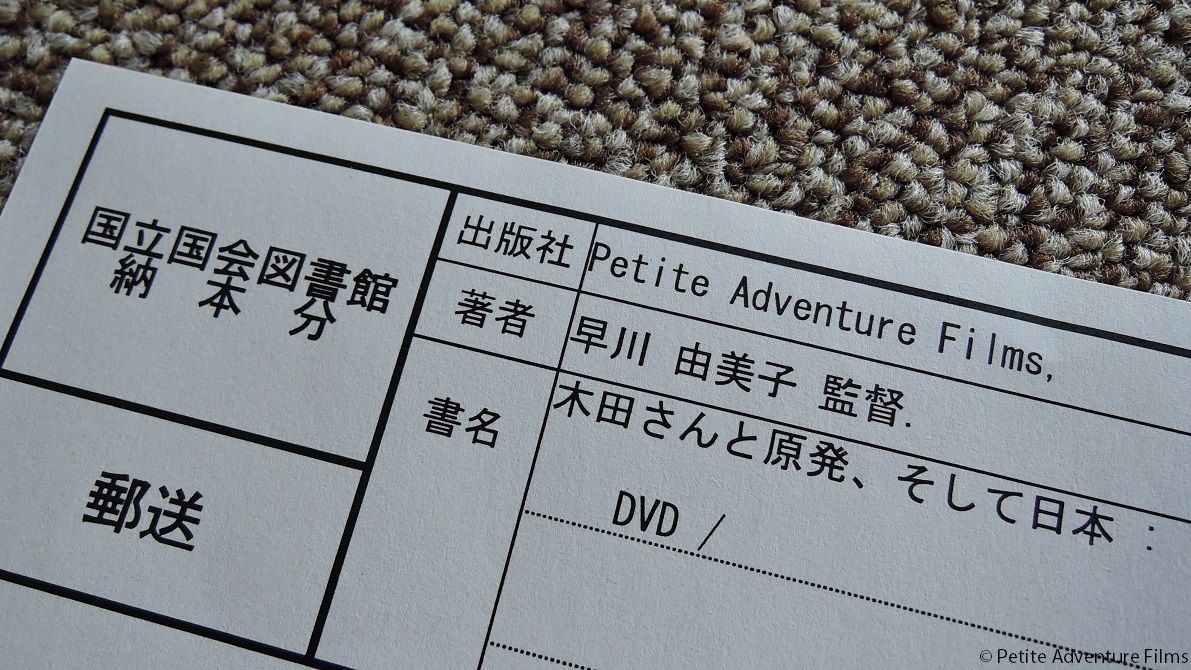 国立国会図書館
納 本 分
郵送
出版社 Petite Adventure Films,
著者 早川 由美子 監督.
書名 木田さんと原発、そして日本 :
DVD /
© Petite Adventure Films